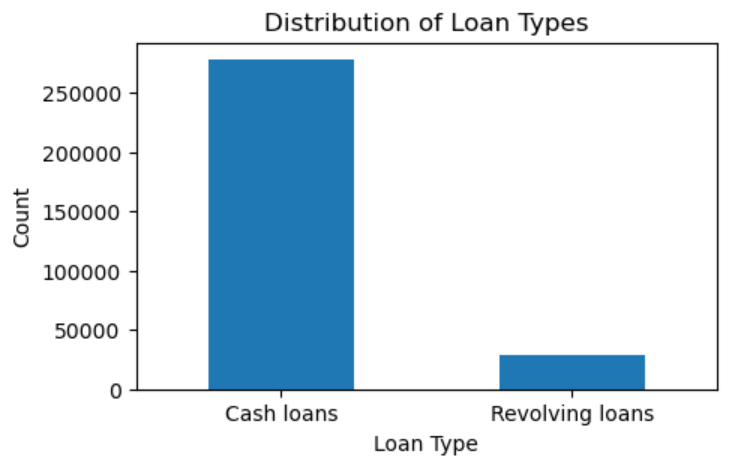 Distribution of Loan Types
Count
250000
200000
150000
100000
50000
0
Cash loans
Revolving loans
Loan Type